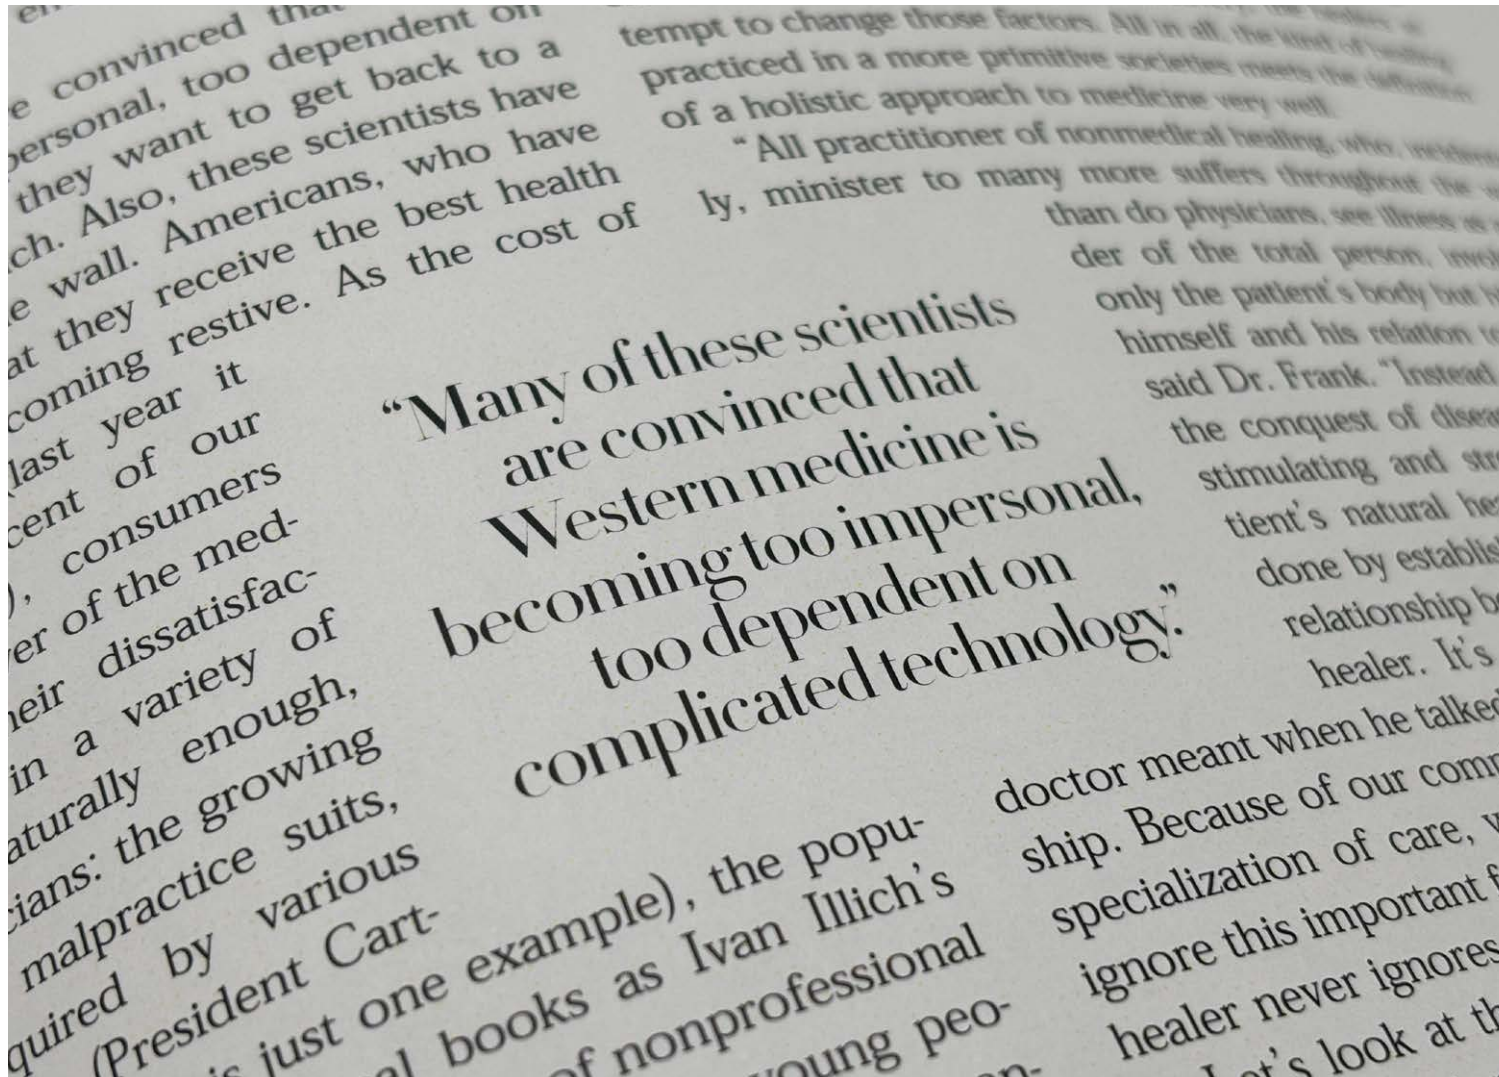 e convinced that
personal, too dependent on
they want to get back to a
ch. Also, these scientists have
e wall. Americans, who have
at they receive the best health
coming restive. As the cost of
last year it
cent of our
), consumers
er of the med-
heir dissatisfac-
in a variety of
aturally enough,
cians: the growing
malpractice suits,
quired by various
(President Cart-
s just one example), the popu-
al books as Ivan Illich's
of nonprofessional
young peo-
“Many of these scientists
are convinced that
Western medicine is
becoming too impersonal,
too dependent on
complicated technology.”
tempt to change those factors. All in all, the kind of healing
practiced in a more primitive societies meets the definition
of a holistic approach to medicine very well.
“All practitioner of nonmedical healing, who,
ly, minister to many more suffers throughout the
than do physicians, see illness as
der of the total person,
only the patient's body but
himself and his relation
said Dr. Frank. “Instead
the conquest of
stimulating and
tient's natural
done by
relationship
healer. It's
doctor meant when he talked
ship. Because of our
specialization of care,
ignore this important
healer never ignores
look at